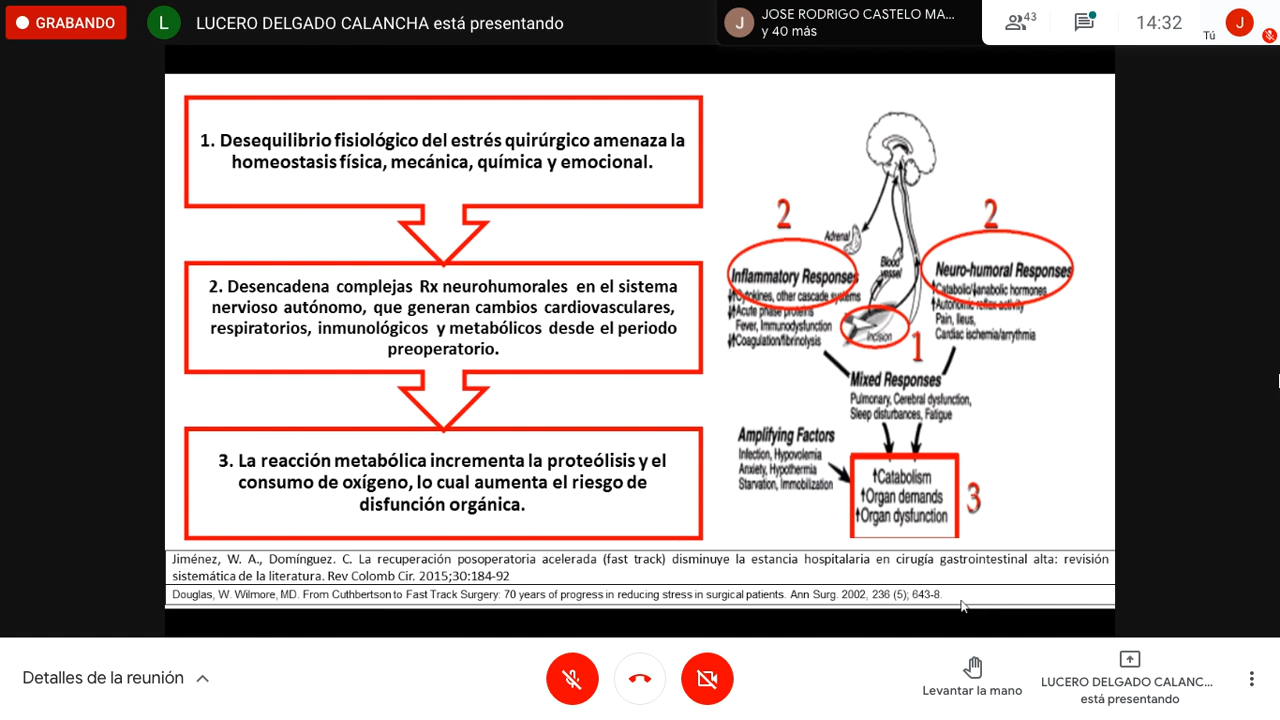 GRABANDO
L
LUCERO DELGADO CALANCHA está presentando
J
JOSE RODRIGO CASTELO MA...
y 40 más
43
14:32
Tú
J
1. Desequilibrio fisiológico del estrés quirúrgico amenaza la
homeostasis física, mecánica, química y emocional.
2. Desencadena complejas Rx neurohumorales en el sistema
nervioso autónomo, que generan cambios cardiovasculares,
respiratorios, inmunológicos y metabólicos desde el periodo
preoperatorio.
3. La reacción metabólica incrementa la proteólisis y el
consumo de oxígeno, lo cual aumenta el riesgo de
disfunción orgánica.
2
2
Adrenal
Blood
vessel
Inflammatory Responses
Cytokines, other cascade systems
Acute phase proteins
Fever, Immunodysfunction
Coagulation/fibrinolysis
Neuro-humoral Responses
↑Catabolic/↓anabolic hormones
↑Autonomic reflex activity
Pain, Ileus,
Cardiac ischemia/arrythmia
Incision
1
Mixed Responses
Pulmonary, Cerebral dysfunction,
Sleep disturbances, Fatigue
Amplifying Factors
Infection, Hypovolemia
Anxiety, Hypothermia
Starvation, Immobilization
↑Catabolism
↑Organ demands
↑Organ dysfunction
3
Jiménez, W. A., Domínguez. C. La recuperación posoperatoria acelerada (fast track) disminuye la estancia hospitalaria en cirugía gastrointestinal alta: revisión
sistemática de la literatura. Rev Colomb Cir. 2015;30:184-92
Douglas, W. Wilmore, MD. From Cuthbertson to Fast Track Surgery: 70 years of progress in reducing stress in surgical patients. Ann Surg. 2002, 236 (5); 643-8.
Detalles de la reunión
Levantar la mano
LUCERO DELGADO CALANC...
está presentando